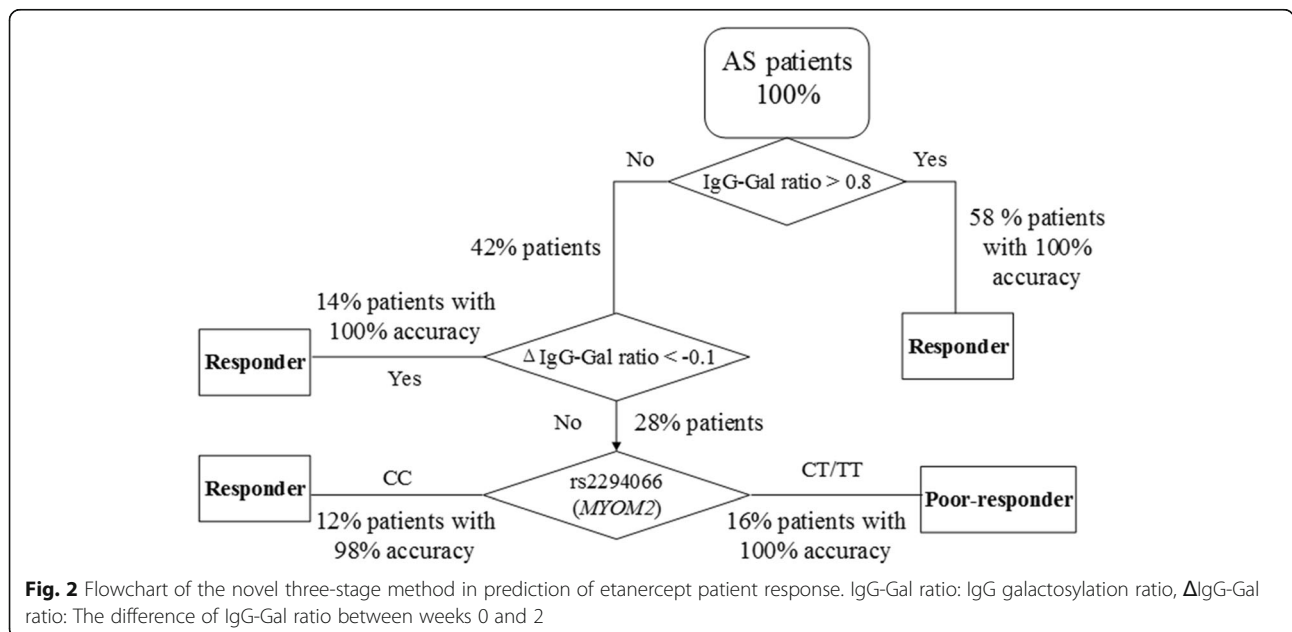 AS patients
100%
No
Yes
IgG-Gal ratio > 0.8
58 % patients
with 100%
accuracy
42% patients
14% patients with
100% accuracy
Responder
Δ IgG-Gal ratio < -0.1
Responder
Yes
No
28% patients
Responder
CC
rs2294066
(MYOM2)
CT/TT
Poor-responder
12% patients with
98% accuracy
16% patients with
100% accuracy
Fig. 2 Flowchart of the novel three-stage method in prediction of etanercept patient response. IgG-Gal ratio: IgG galactosylation ratio, ΔIgG-Gal
ratio: The difference of IgG-Gal ratio between weeks 0 and 2